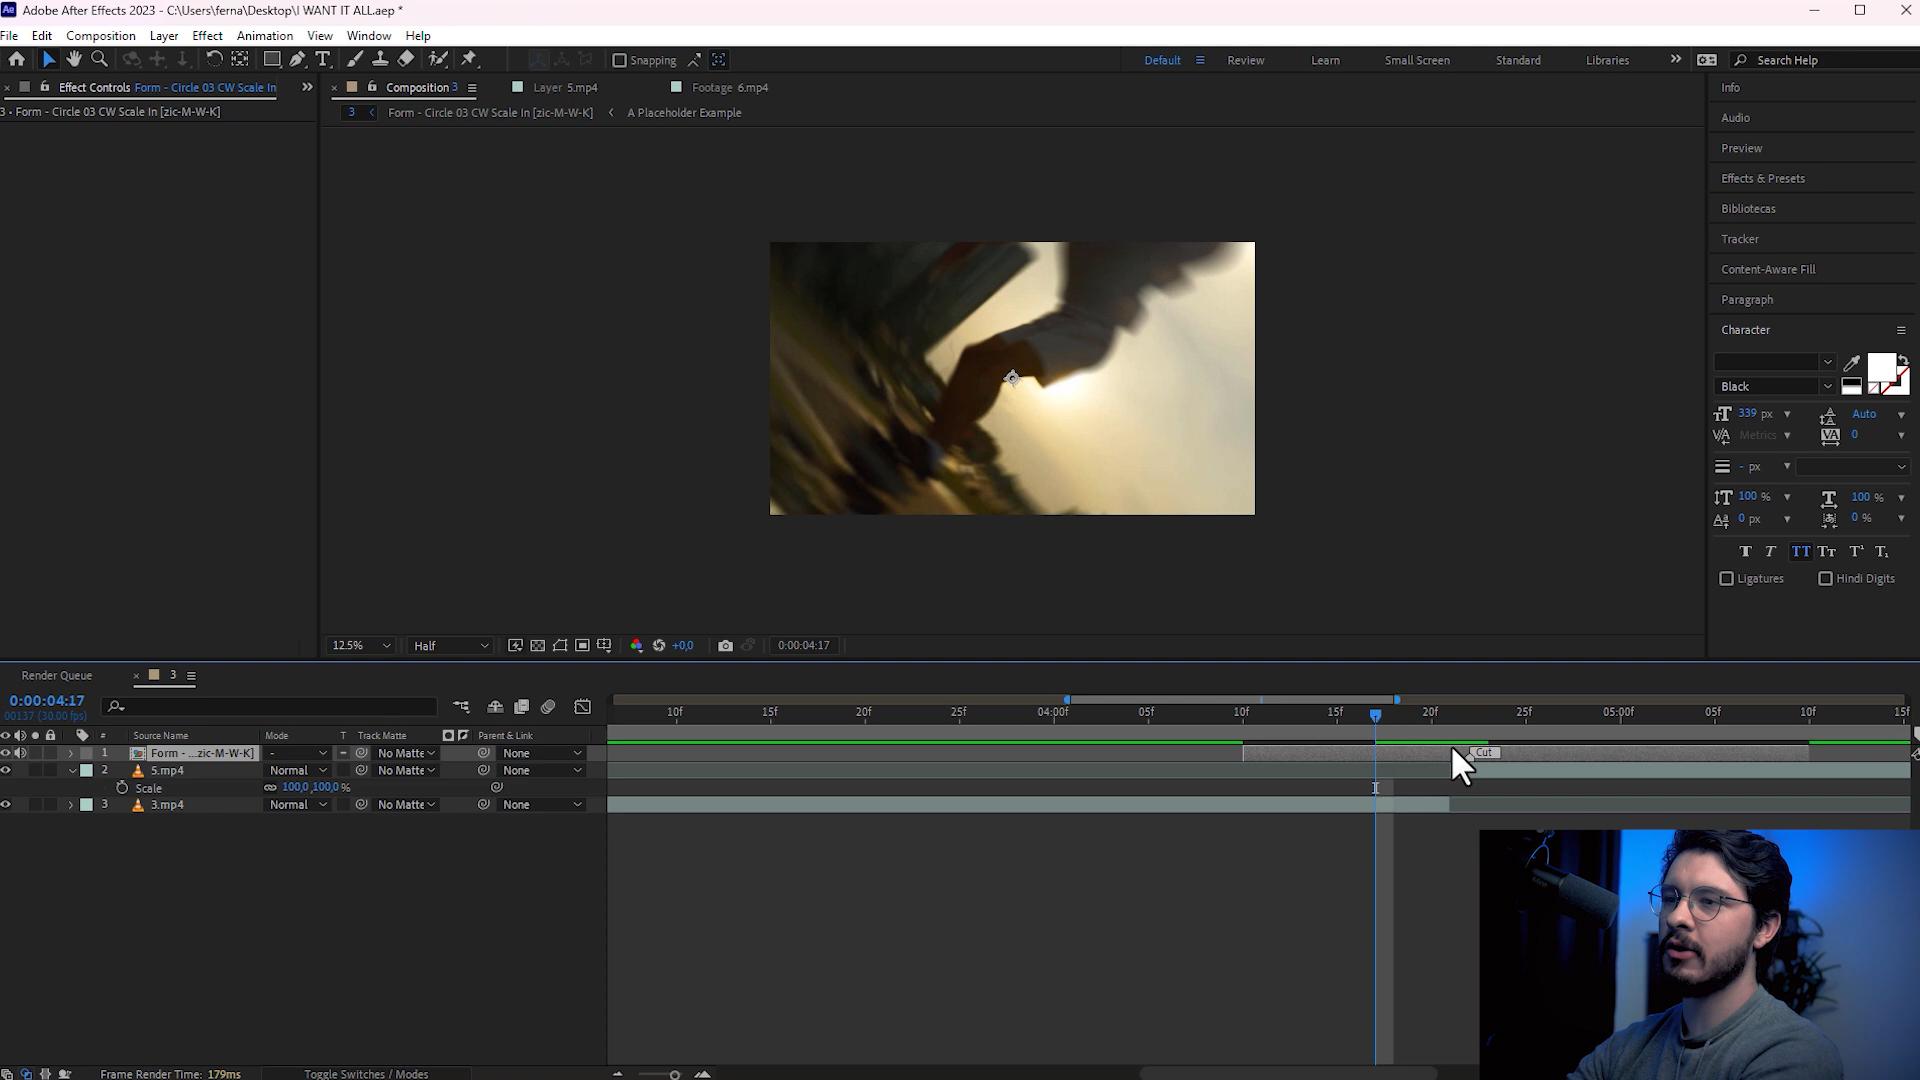 Adobe After Effects 2023 - C:\Users\ferna\Desktop\I WANT IT ALL.aep *
File Edit Composition Layer Effect Animation View Window Help
Snapping Default Review Learn Small Screen Standard Libraries Search Help
Effect Controls Form - Circle 03 CW Scale In
3 • Form - Circle 03 CW Scale In [zic-M-W-K]
Composition 3 Layer 5.mp4 Footage 6.mp4
3 Form - Circle 03 CW Scale In [zic-M-W-K] A Placeholder Example
Info
Audio
Preview
Effects & Presets
Bibliotecas
Tracker
Content-Aware Fill
Paragraph
Character
Black
339 px Auto
Metrics 0
- px
100 % 100 %
0 px 0 %
Ligatures Hindi Digits
12.5% Half +0,0 0:00:04:17
Render Queue 3
0:00:04:17
00137 (30.00 fps)
10f 15f 20f 25f 04:00f 05f 10f 15f 20f 25f 05:00f 05f 10f 15f
# Source Name Mode T Track Matte Parent & Link
1 Form - ...zic-M-W-K] - No Matte None Cut
2 5.mp4 Normal No Matte None
Scale 100,0,100,0%
3 3.mp4 Normal No Matte None
Frame Render Time: 179ms Toggle Switches / Modes